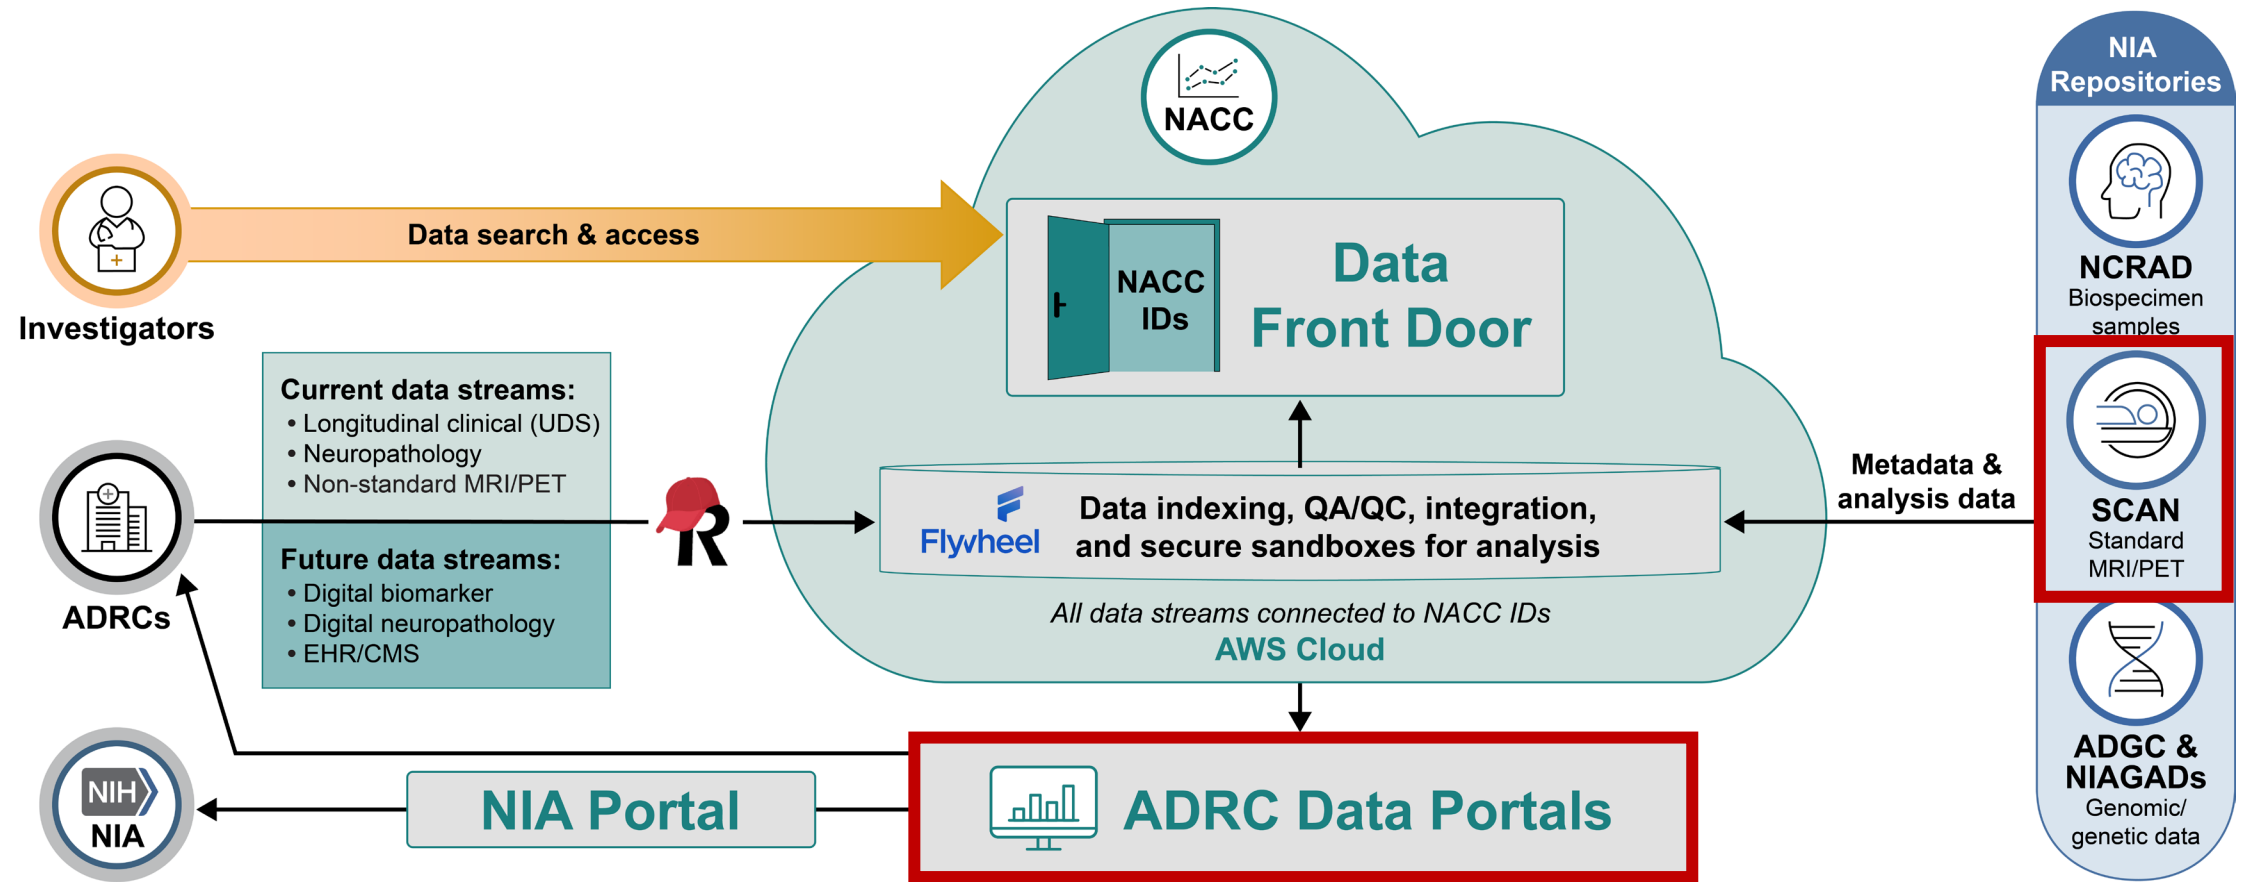 NACC
NIA
Repositories
NCRAD
Biospecimen
samples
Data search & access
Investigators
NACC
IDs
Data
Front Door
Current data streams:
• Longitudinal clinical (UDS)
• Neuropathology
• Non-standard MRI/PET
Future data streams:
• Digital biomarker
• Digital neuropathology
• EHR/CMS
ADRCs
R
Flywheel
Data indexing, QA/QC, integration,
and secure sandboxes for analysis
All data streams connected to NACC IDs
AWS Cloud
Metadata &
analysis data
SCAN
Standard
MRI/PET
ADGC &
NIAGADs
Genomic/
genetic data
NIH
NIA
NIA Portal
ADRC Data Portals